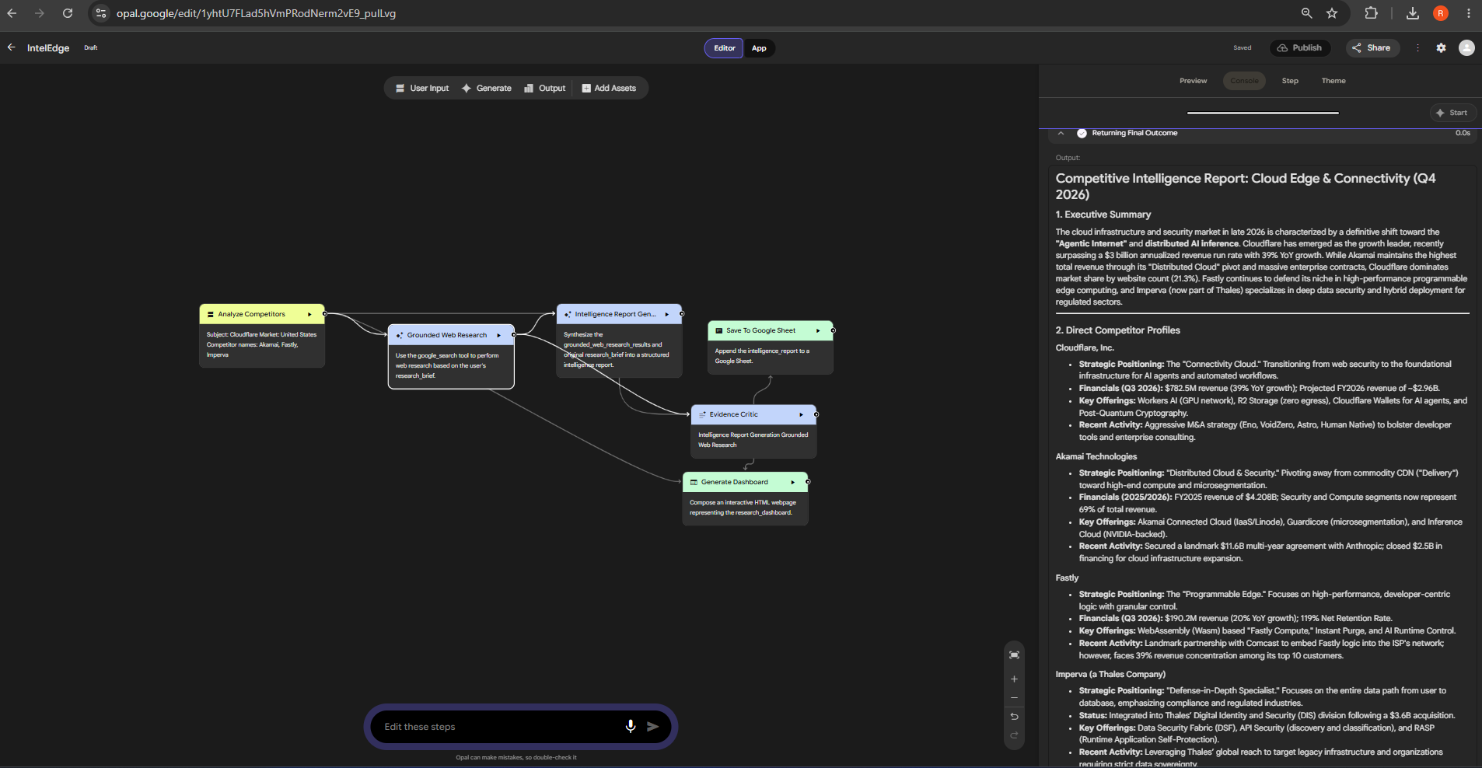 opal.google/edit/1yhtU7FLad5hVmPRodNerm2vE9_pulLvg
R
IntelEdge
Draft
Editor
App
Saved
Publish
Share
User Input
Generate
Output
Add Assets
Preview
Console
Step
Theme
Start
Analyze Competitors
Subject: Cloudflare Market: United States
Competitor names: Akamai, Fastly,
Imperva
Grounded Web Research
Use the google_search tool to perform
web research based on the user's
research_brief.
Intelligence Report Gen...
Synthesize the
grounded_web_research_results and
original research_brief into a structured
intelligence report.
Save To Google Sheet
Append the intelligence_report to a
Google Sheet.
Evidence Critic
Intelligence Report Generation Grounded
Web Research
Generate Dashboard
Compose an interactive HTML webpage
representing the research_dashboard.
Edit these steps
Opal can make mistakes, so double-check it
Returning Final Outcome
0.0s
Output:
Competitive Intelligence Report: Cloud Edge & Connectivity (Q4
2026)
1. Executive Summary
The cloud infrastructure and security market in late 2026 is characterized by a definitive shift toward the
"Agentic Internet" and distributed AI inference. Cloudflare has emerged as the growth leader, recently
surpassing a $3 billion annualized revenue run rate with 39% YoY growth. While Akamai maintains the highest
total revenue through its "Distributed Cloud" pivot and massive enterprise contracts, Cloudflare dominates
market share by website count (21.3%). Fastly continues to defend its niche in high-performance programmable
edge computing, and Imperva (now part of Thales) specializes in deep data security and hybrid deployment for
regulated sectors.
2. Direct Competitor Profiles
Cloudflare, Inc.
• Strategic Positioning: The "Connectivity Cloud." Transitioning from web security to the foundational
infrastructure for AI agents and automated workflows.
• Financials (Q3 2026): $782.5M revenue (39% YoY growth); Projected FY2026 revenue of ~$2.96B.
• Key Offerings: Workers AI (GPU network), R2 Storage (zero egress), Cloudflare Wallets for AI agents, and
Post-Quantum Cryptography.
• Recent Activity: Aggressive M&A strategy (Eno, VoidZero, Astro, Human Native) to bolster developer
tools and enterprise consulting.
Akamai Technologies
• Strategic Positioning: "Distributed Cloud & Security." Pivoting away from commodity CDN ("Delivery")
toward high-end compute and microsegmentation.
• Financials (2025/2026): FY2025 revenue of $4.208B; Security and Compute segments now represent
69% of total revenue.
• Key Offerings: Akamai Connected Cloud (IaaS/Linode), Guardicore (microsegmentation), and Inference
Cloud (NVIDIA-backed).
• Recent Activity: Secured a landmark $11.6B multi-year agreement with Anthropic; closed $2.5B in
financing for cloud infrastructure expansion.
Fastly
• Strategic Positioning: The "Programmable Edge." Focuses on high-performance, developer-centric
logic with granular control.
• Financials (Q3 2026): $190.2M revenue (20% YoY growth); 119% Net Retention Rate.
• Key Offerings: WebAssembly (Wasm) based "Fastly Compute," Instant Purge, and AI Runtime Control.
• Recent Activity: Landmark partnership with Comcast to embed Fastly logic into the ISP's network;
however, faces 39% revenue concentration among its top 10 customers.
Imperva (a Thales Company)
• Strategic Positioning: "Defense-in-Depth Specialist." Focuses on the entire data path from user to
database, emphasizing compliance and regulated industries.
• Status: Integrated into Thales' Digital Identity and Security (DIS) division following a $3.6B acquisition.
• Key Offerings: Data Security Fabric (DSF), API Security (discovery and classification), and RASP
(Runtime Application Self-Protection).
• Recent Activity: Leveraging Thales' global reach to target legacy infrastructure and organizations
requiring strict data sovereignty.